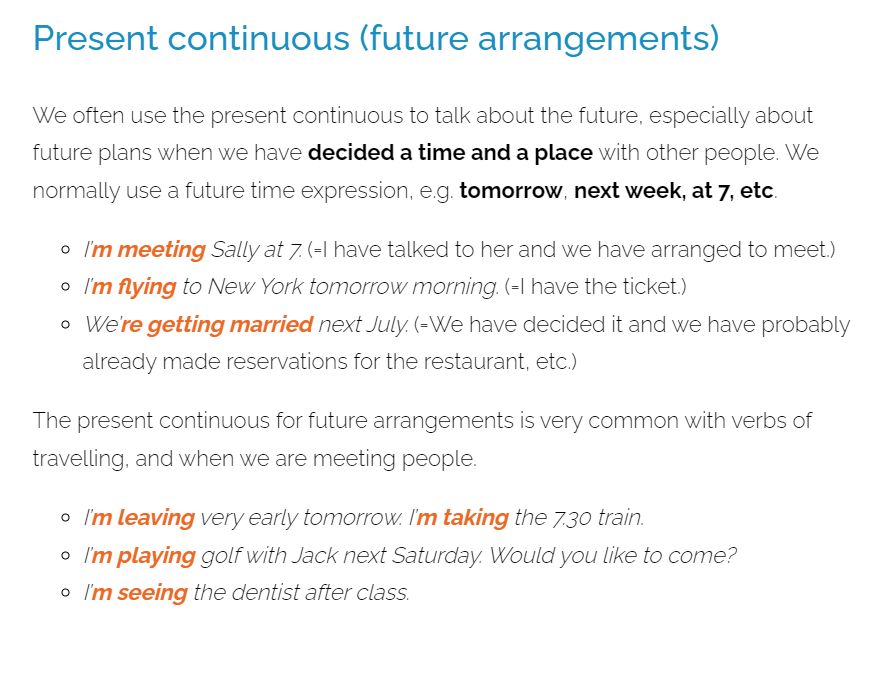 Present continuous (future arrangements)
We often use the present continuous to talk about the future, especially about
future plans when we have decided a time and a place with other people. We
normally use a future time expression, e.g. tomorrow, next week, at 7, etc.
I'm meeting Sally at 7. (=I have talked to her and we have arranged to meet.)
I'm flying to New York tomorrow morning. (=I have the ticket.)
We're getting married next July. (=We have decided it and we have probably
already made reservations for the restaurant, etc.)
The present continuous for future arrangements is very common with verbs of
travelling, and when we are meeting people.
I'm leaving very early tomorrow. I'm taking the 7.30 train.
I'm playing golf with Jack next Saturday. Would you like to come?
I'm seeing the dentist after class.